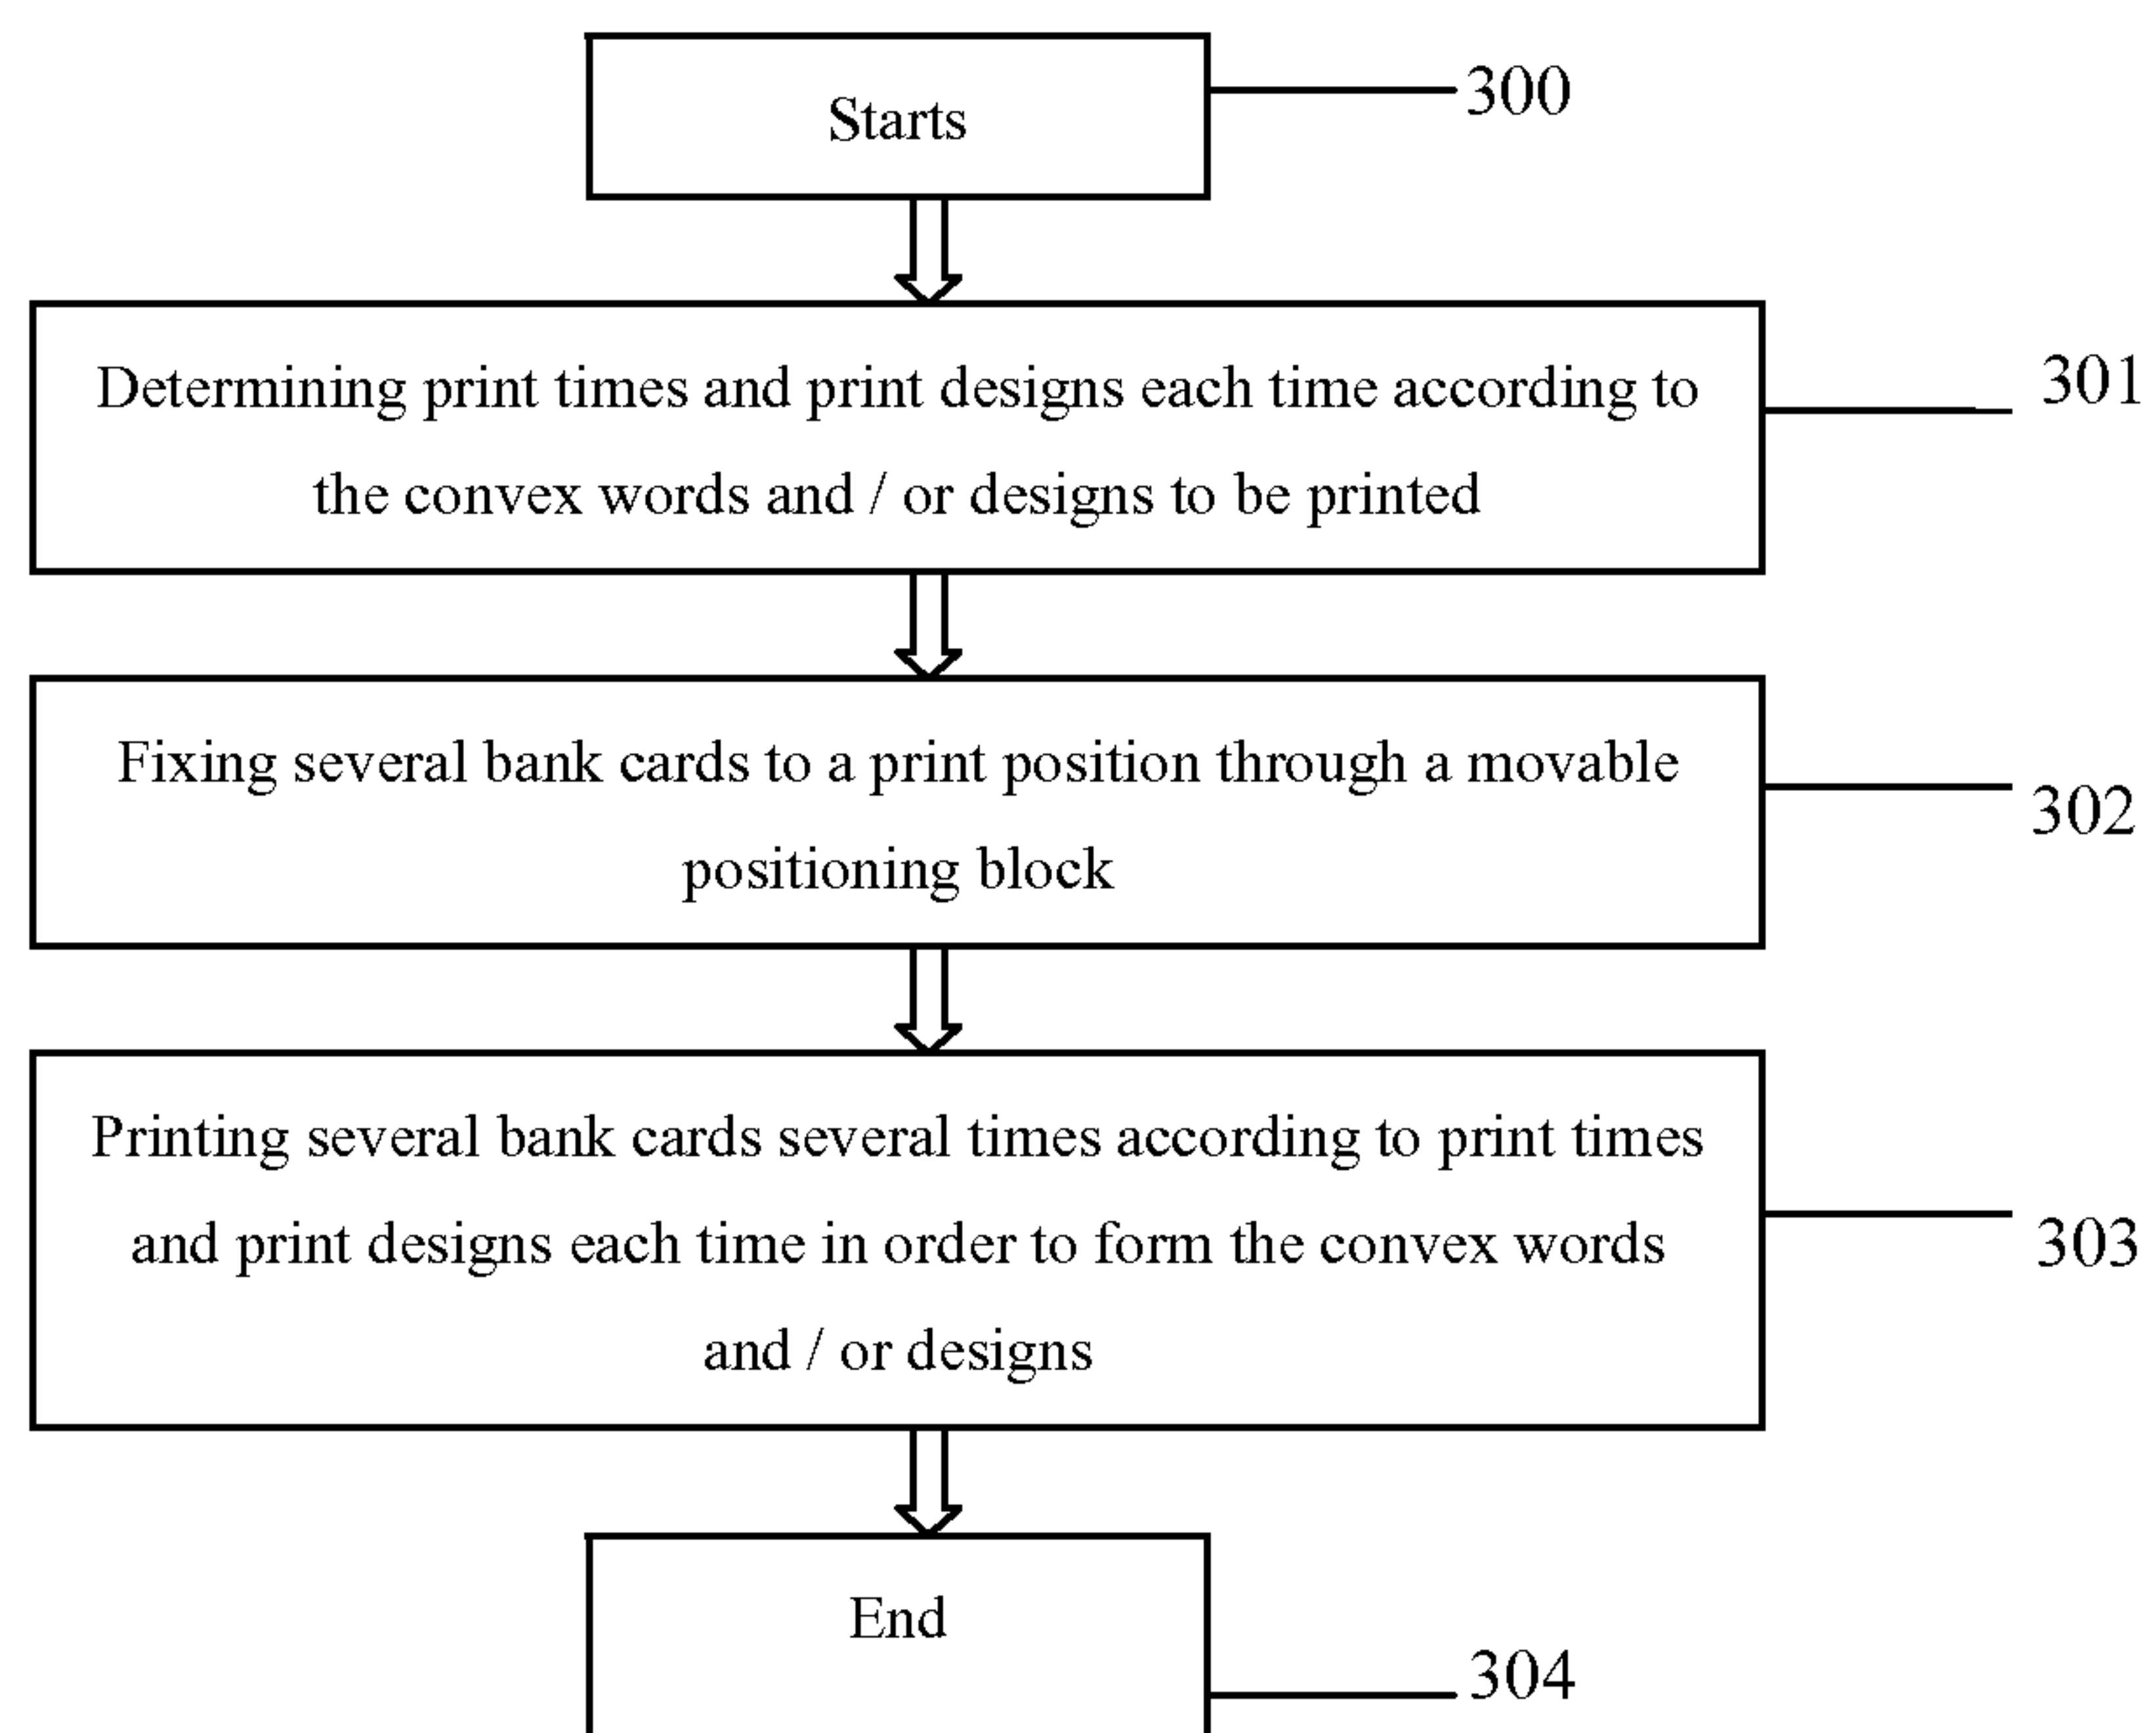 Starts
300
Determining print times and print designs each time according to
the convex words and / or designs to be printed
301
Fixing several bank cards to a print position through a movable
positioning block
302
Printing several bank cards several times according to print times
and print designs each time in order to form the convex words
and / or designs
303
End
304